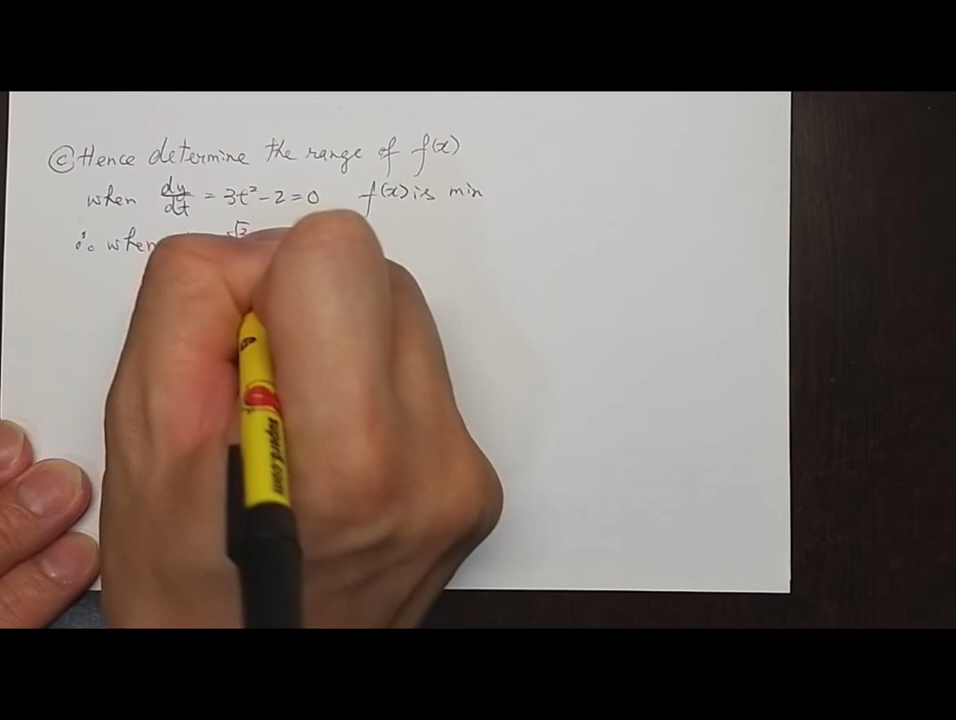 ⓒ Hence determine the range of f(x)
when dy/dt = 3t² - 2 = 0 f(x) is min
∴ when